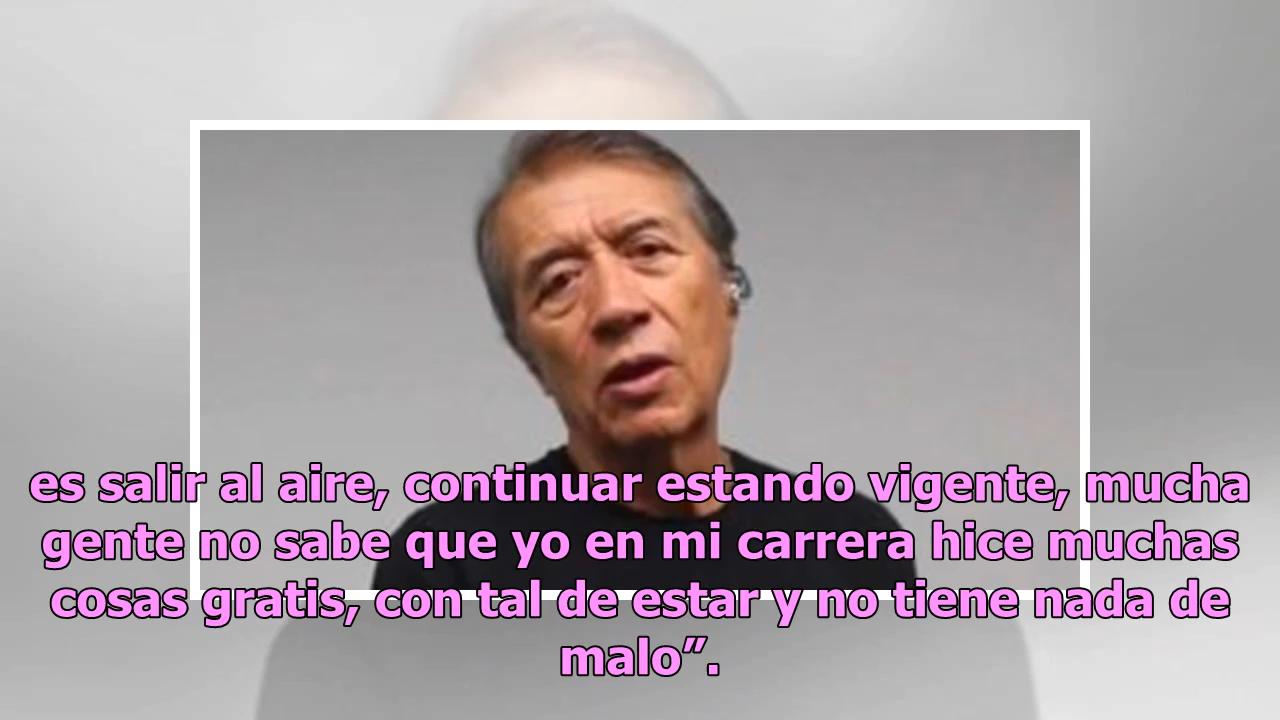 es salir al aire, continuar estando vigente, mucha
gente no sabe que yo en mi carrera hice muchas
cosas gratis, con tal de estar y no tiene nada de
malo”.